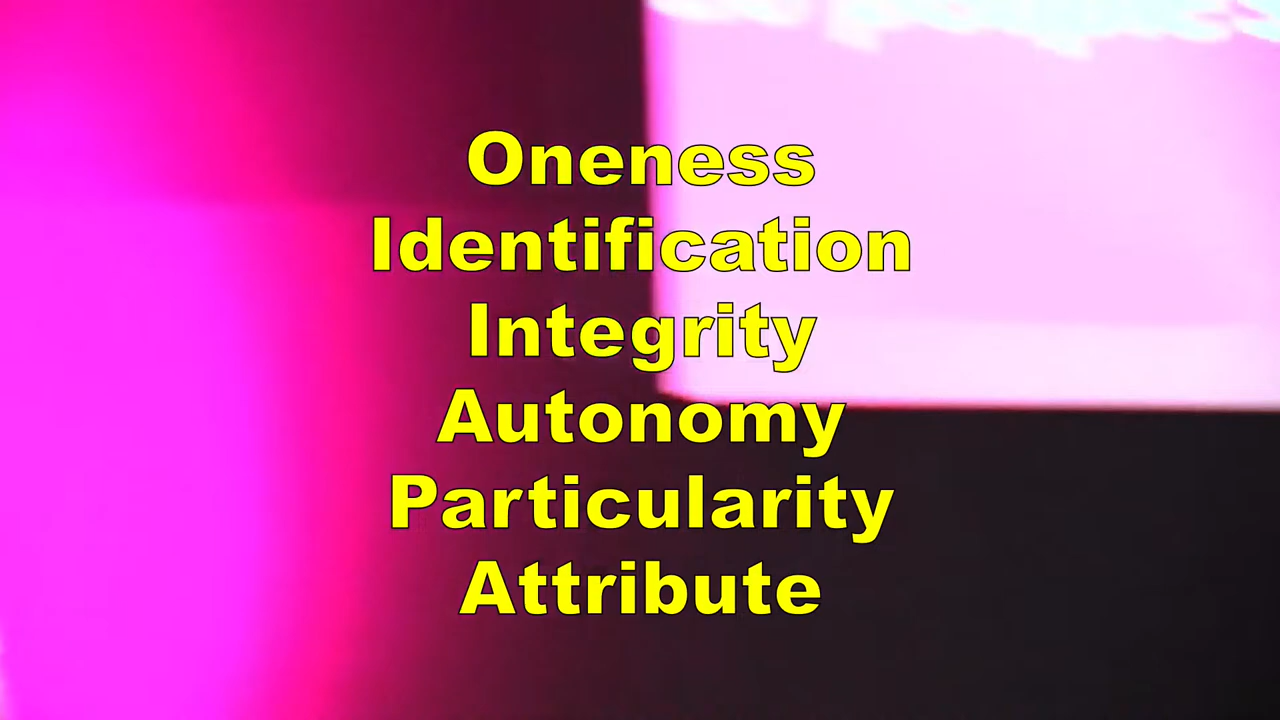 Oneness
Identification
Integrity
Autonomy
Particularity
Attribute